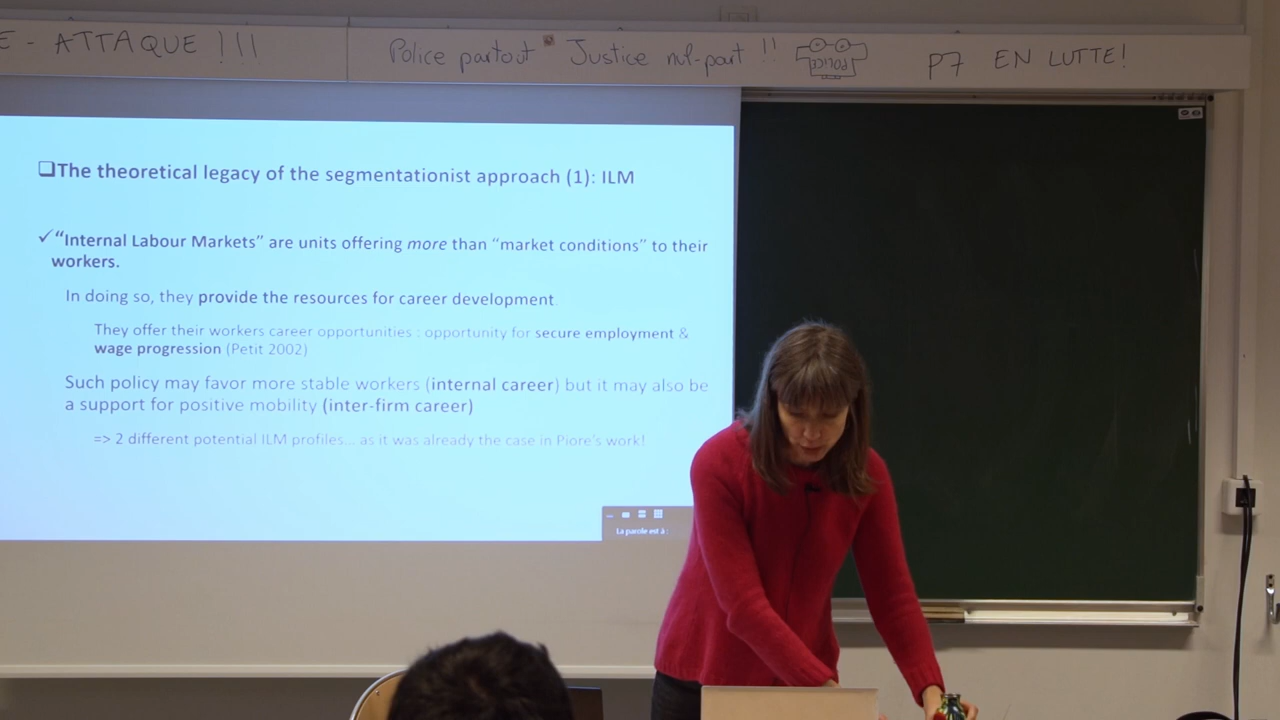 E - ATTAQUE !!!
Police partout Justice nul-part !!
POLICE
P7 EN LUTTE!
❑The theoretical legacy of the segmentationist approach (1): ILM
✓“Internal Labour Markets” are units offering more than “market conditions” to their
workers.
In doing so, they provide the resources for career development
They offer their workers career opportunities : opportunity for secure employment &
wage progression (Petit 2002)
Such policy may favor more stable workers (internal career) but it may also be
a support for positive mobility (inter-firm career)
=> 2 different potential ILM profiles... as it was already the case in Piore’s work!
La parole est à :